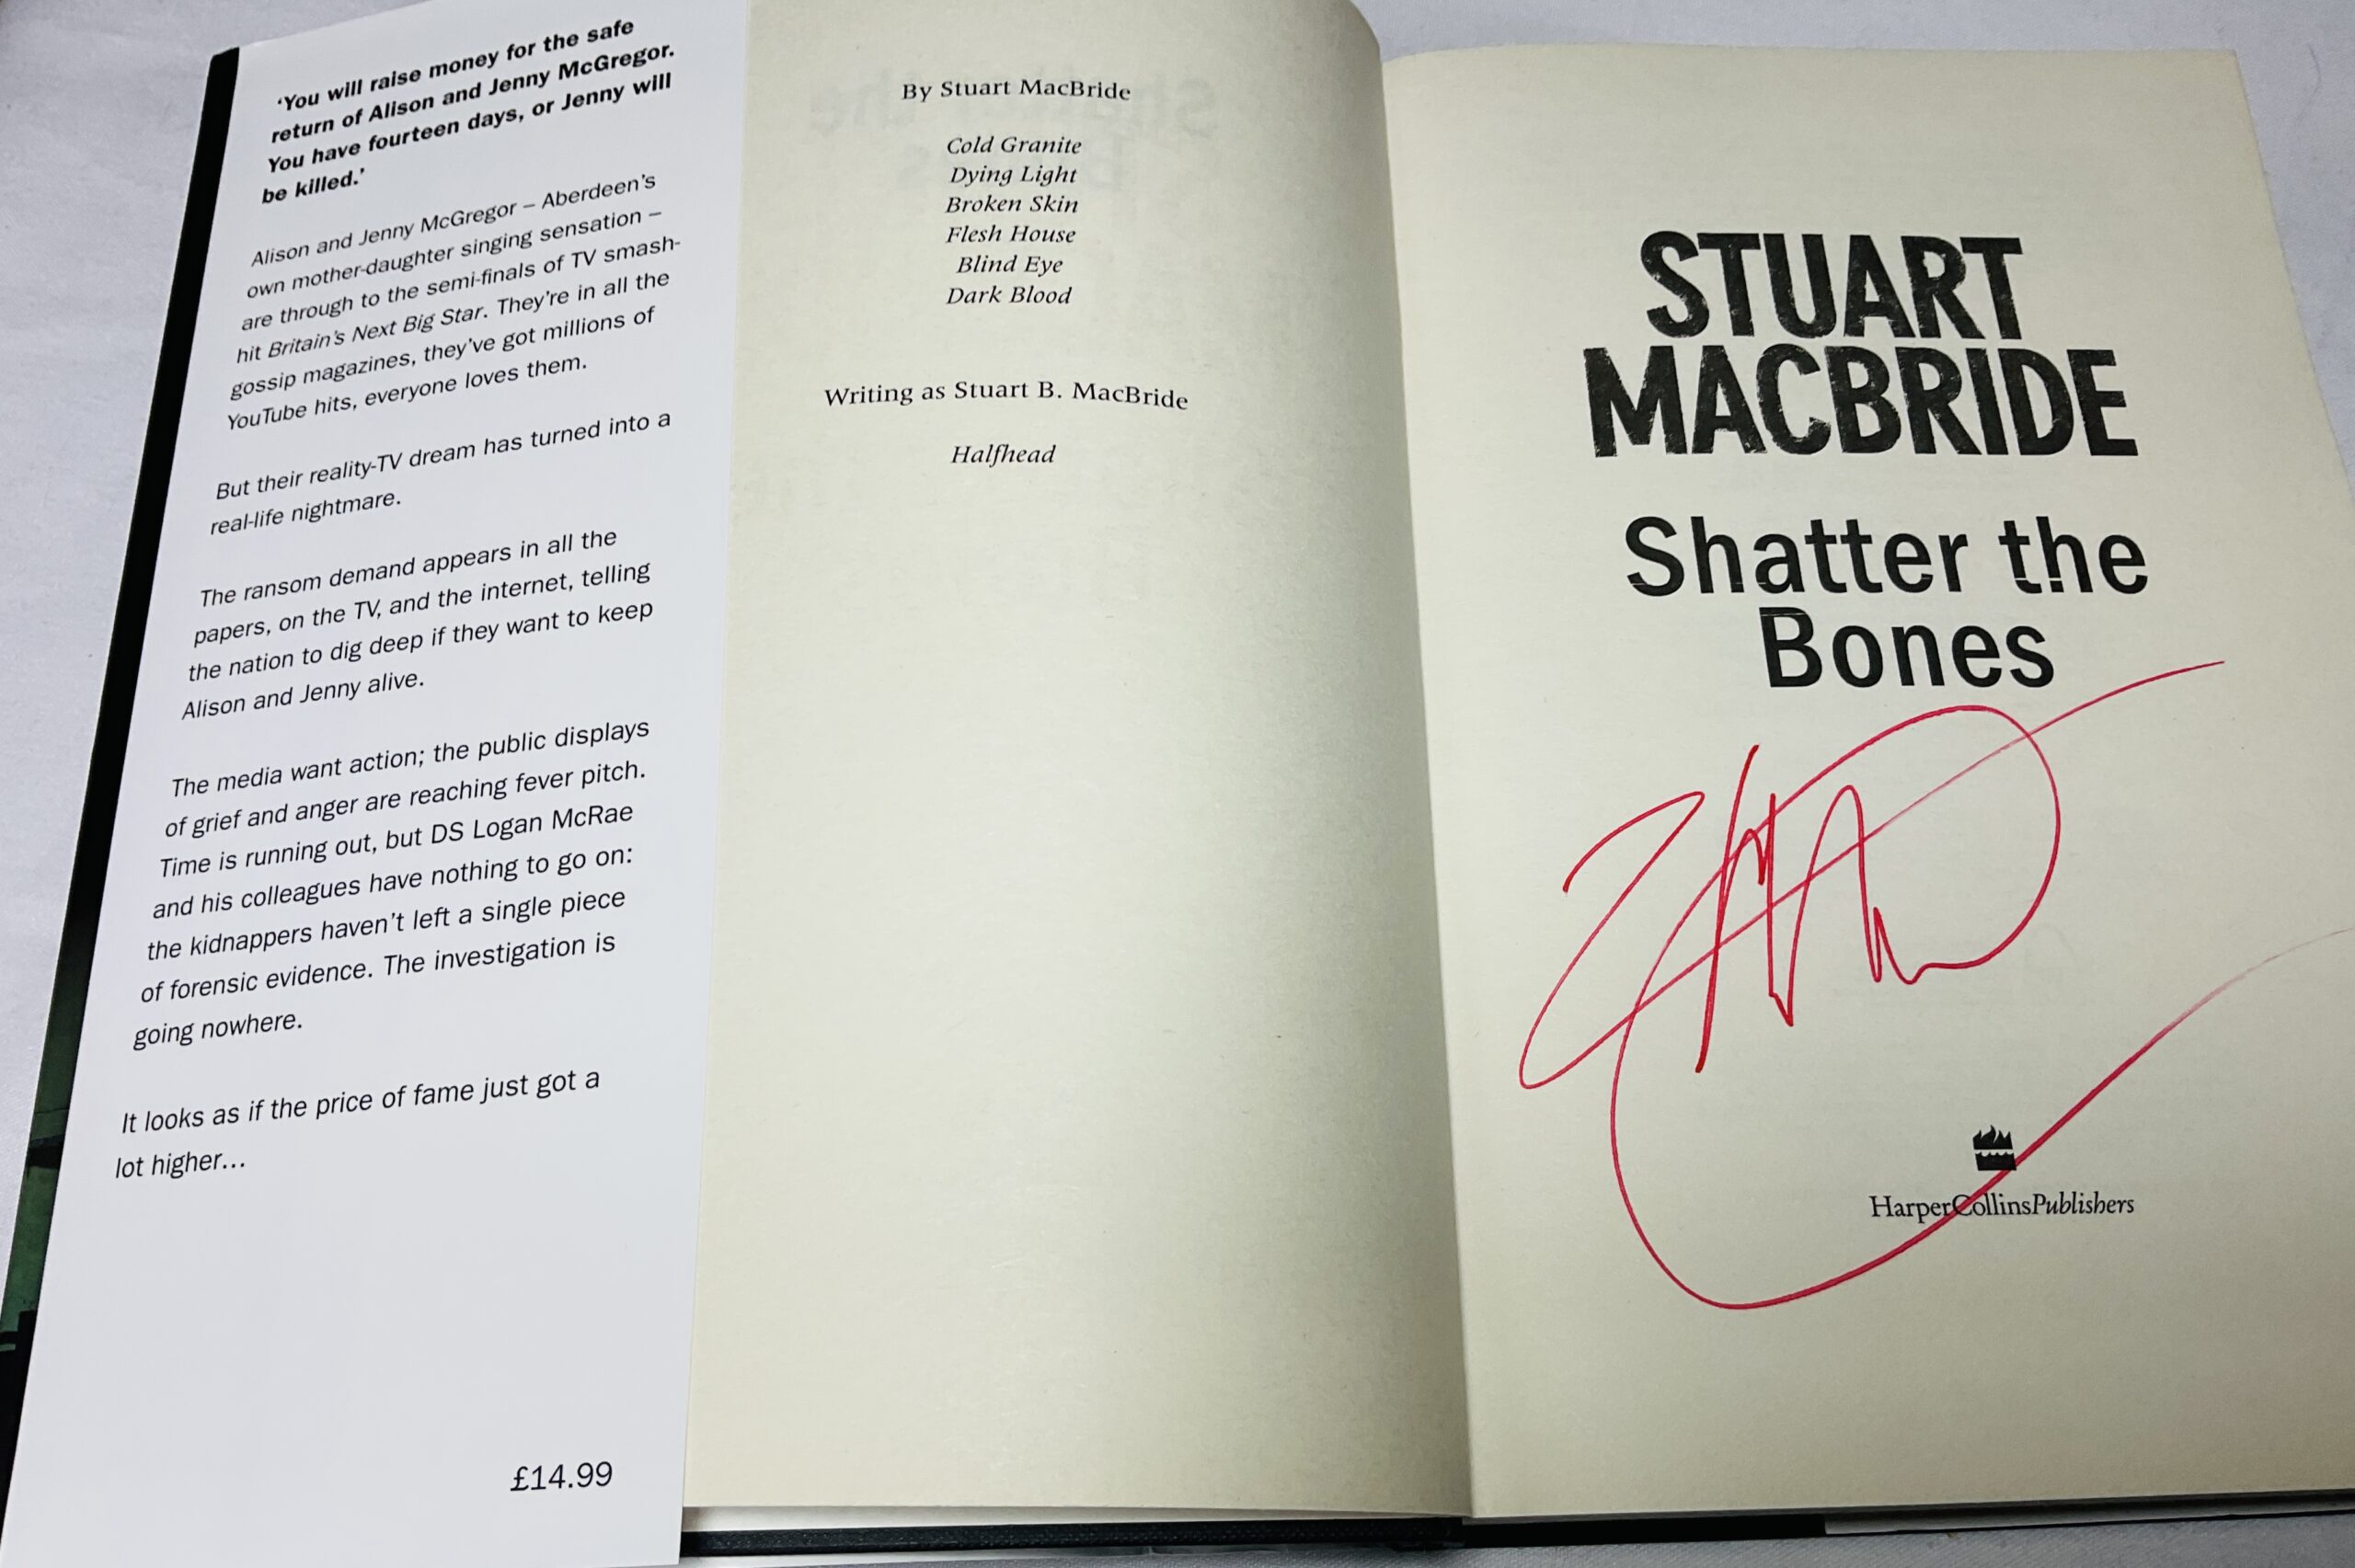 ‘You will raise money for the safe
return of Alison and Jenny McGregor.
You have fourteen days, or Jenny will
be killed.’
Alison and Jenny McGregor – Aberdeen’s
own mother-daughter singing sensation –
are through to the semi-finals of TV smash-
hit Britain’s Next Big Star. They’re in all the
gossip magazines, they’ve got millions of
YouTube hits, everyone loves them.
But their reality-TV dream has turned into a
real-life nightmare.
The ransom demand appears in all the
papers, on the TV, and the internet, telling
the nation to dig deep if they want to keep
Alison and Jenny alive.
The media want action; the public displays
of grief and anger are reaching fever pitch.
Time is running out, but DS Logan McRae
and his colleagues have nothing to go on:
the kidnappers haven’t left a single piece
of forensic evidence. The investigation is
going nowhere.
It looks as if the price of fame just got a
lot higher…
£14.99
By Stuart MacBride
Cold Granite
Dying Light
Broken Skin
Flesh House
Blind Eye
Dark Blood
Writing as Stuart B. MacBride
Halfhead
STUART
MACBRIDE
Shatter the
Bones
HarperCollinsPublishers